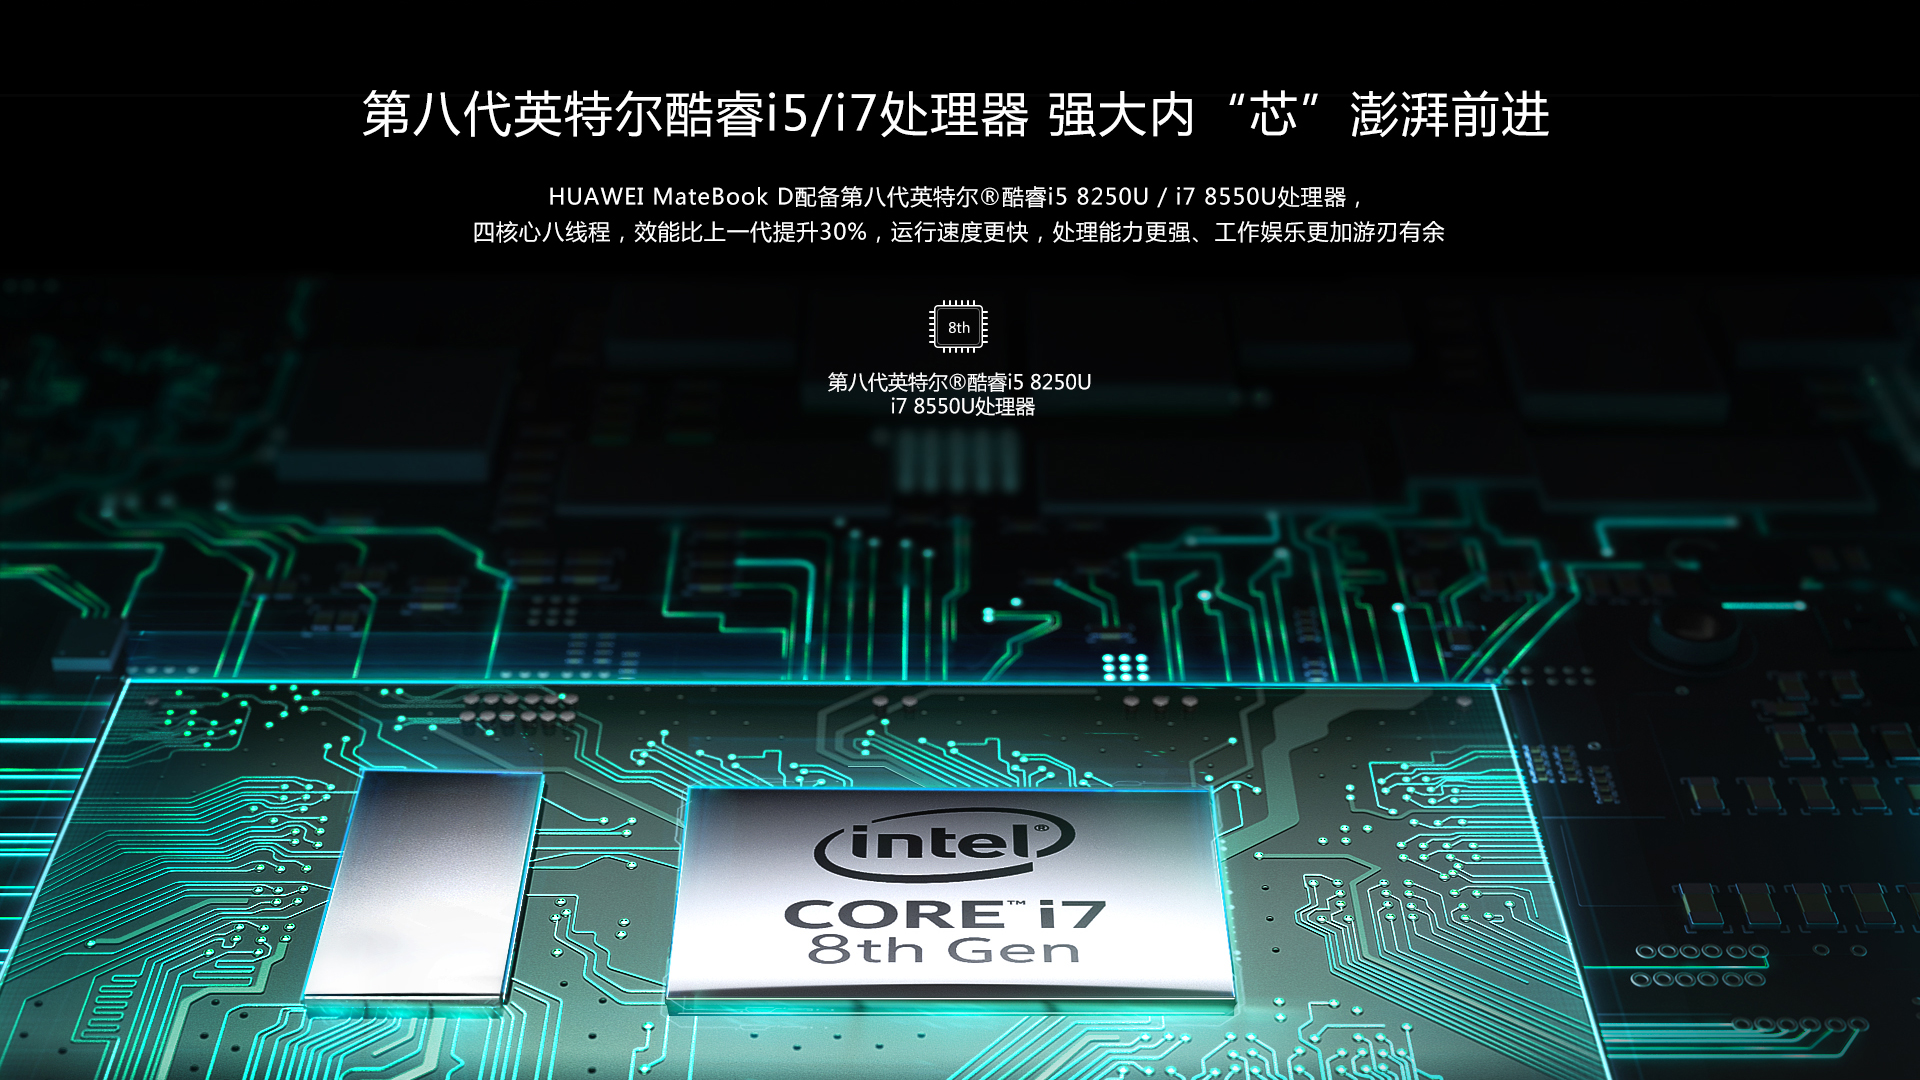 第八代英特尔酷睿i5/i7处理器 强大内“芯”澎湃前进
HUAWEI MateBook D配备第八代英特尔®酷睿i5 8250U / i7 8550U处理器，
四核心八线程，效能比上一代提升30%，运行速度更快，处理能力更强、工作娱乐更加游刃有余
8th
第八代英特尔®酷睿i5 8250U
i7 8550U处理器
intel®
CORE™ i7
8th Gen